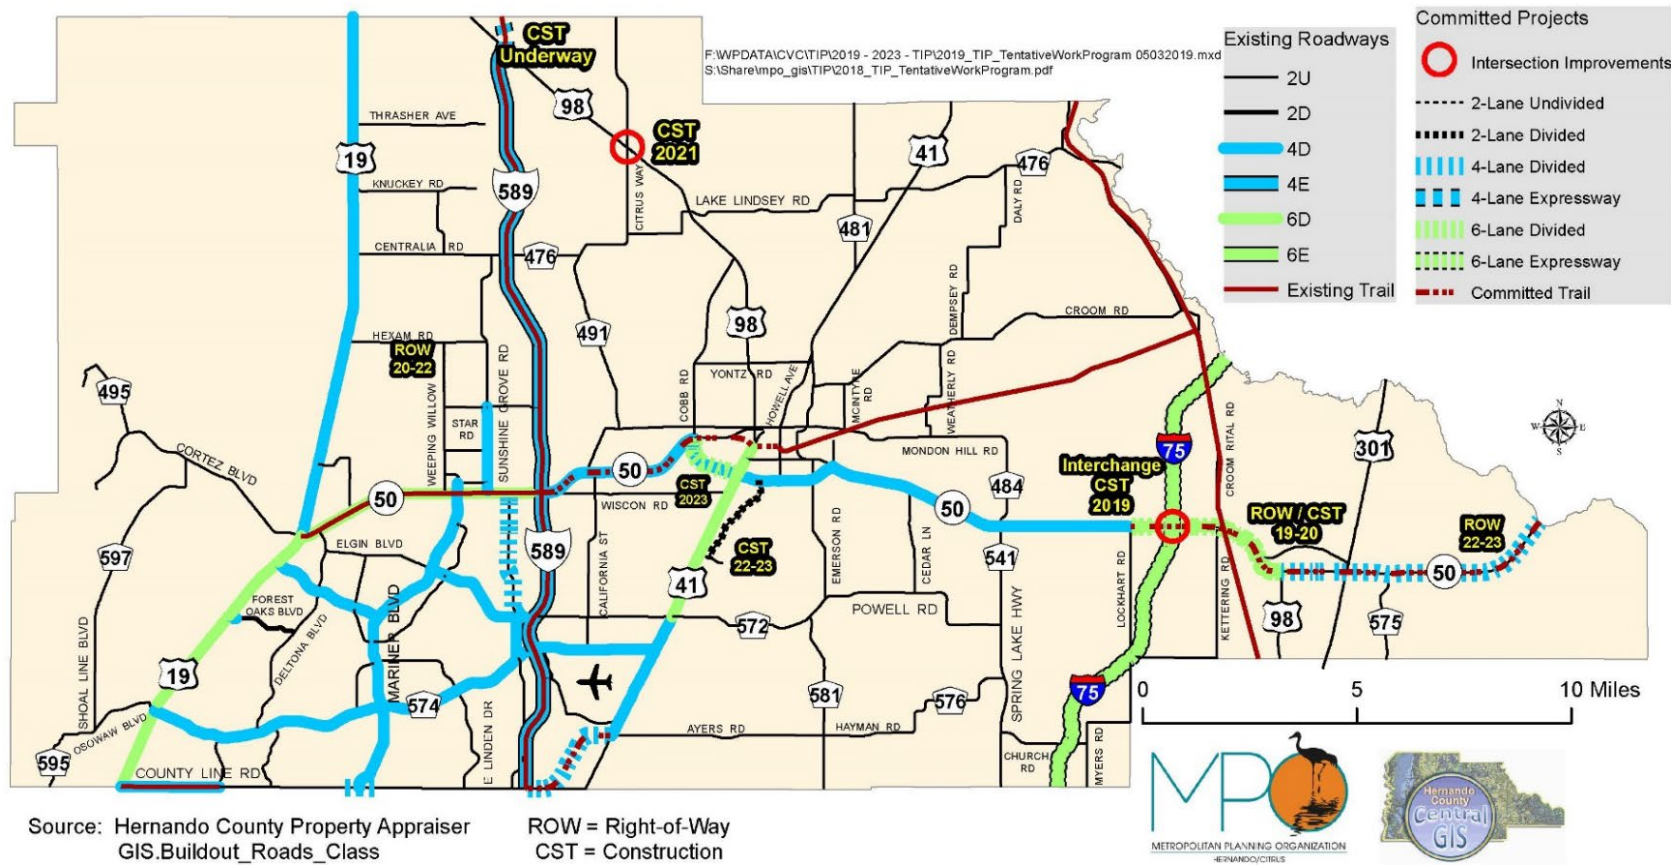 CST
Underway
F:\WPDATA\CVC\TIP\2019 - 2023 - TIP\2019_TIP_TentativeWorkProgram 05032019.mxd
S:\Share\mpo_gis\TIP\2018_TIP_TentativeWorkProgram.pdf
Existing Roadways
2U
2D
4D
4E
6D
6E
Existing Trail
Committed Projects
Intersection Improvements
2-Lane Undivided
2-Lane Divided
4-Lane Divided
4-Lane Expressway
6-Lane Divided
6-Lane Expressway
Committed Trail
98
THRASHER AVE
19
CST
2021
41
476
KNUCKEY RD
589
CITRUS WAY
LAKE LINDSEY RD
DALY RD
481
CENTRALIA RD
476
HEXAM RD
ROW
20-22
491
98
DEMPSEY RD
CROOM RD
495
WEEPING WILLOW
STAR
RD
SUNSHINE GROVE RD
COBB RD
YONTZ RD
HOWELL AVE
MCINTYRE
RD
WEATHERLY RD
CROOM RITAL RD
75
301
N
W
E
S
CORTEZ BLVD
50
50
50
MONDON HILL RD
Interchange
CST
2019
484
CST
2023
WISCON RD
50
ROW / CST
19-20
ROW
22-23
597
ELGIN BLVD
589
CALIFORNIA ST
CST
22-23
EMERSON RD
CEDAR LN
541
LOCKHART RD
KETTERING RD
50
41
FOREST
OAKS BLVD
MARINER BLVD
DELTONA BLVD
SHOAL LINE BLVD
572
POWELL RD
SPRING LAKE HWY
98
575
19
574
581
576
75
0
5
10 Miles
OSOWAW BLVD
E LINDEN DR
AYERS RD
HAYMAN RD
CHURCH
RD
MYERS RD
595
COUNTY LINE RD
Source: Hernando County Property Appraiser
GIS.Buildout_Roads_Class
ROW = Right-of-Way
CST = Construction
MPO
METROPOLITAN PLANNING ORGANIZATION
HERNANDO/CITRUS
Hernando
County
Central
GIS